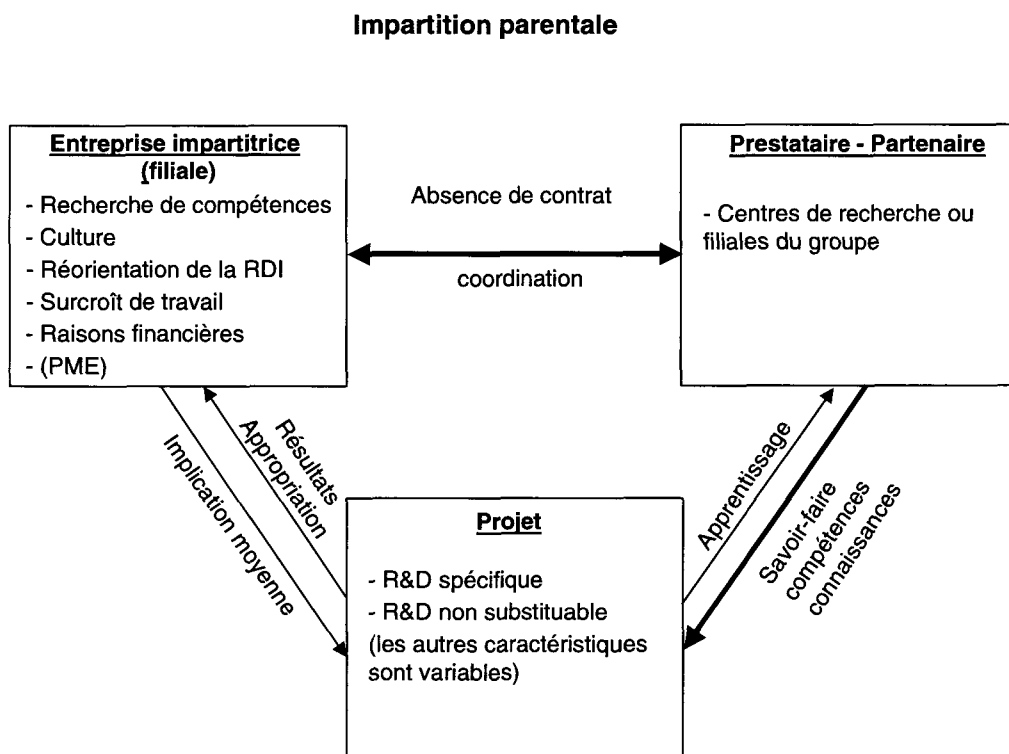 Impartition parentale
Entreprise impartitrice
(filiale)
- Recherche de compétences
- Culture
- Réorientation de la RDI
- Surcroît de travail
- Raisons financières
- (PME)
Absence de contrat
coordination
Prestataire - Partenaire
- Centres de recherche ou
filiales du groupe
Implication moyenne
Résultats
Appropriation
Apprentissage
Savoir-faire
compétences
connaissances
Projet
- R&D spécifique
- R&D non substituable
(les autres caractéristiques
sont variables)